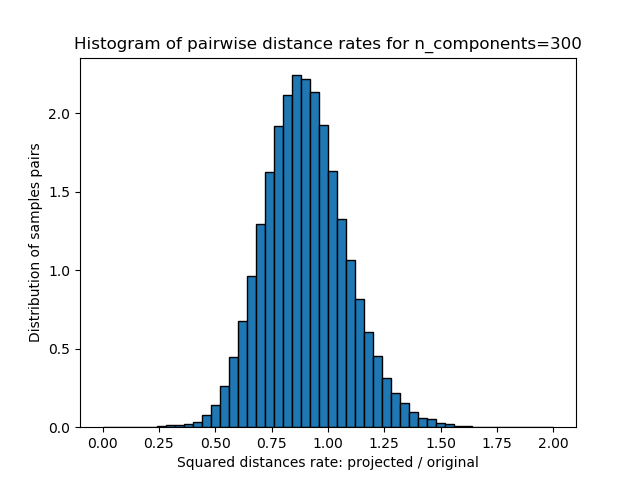 Histogram of pairwise distance rates for n_components=300
Distribution of samples pairs
2.0
1.5
1.0
0.5
0.0
0.00 0.25 0.50 0.75 1.00 1.25 1.50 1.75 2.00
Squared distances rate: projected / original